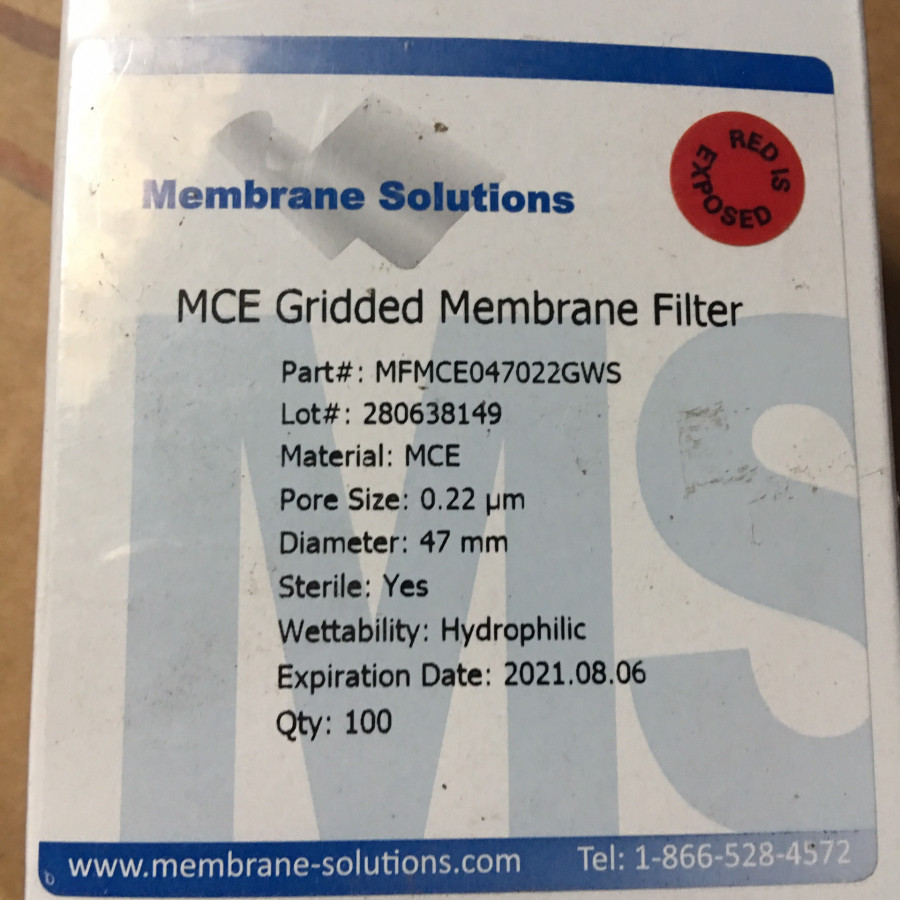 Membrane Solutions
RED IS
EXPOSED
MCE Gridded Membrane Filter
Part#: MFMCE047022GWS
Lot#: 280638149
Material: MCE
Pore Size: 0.22 µm
Diameter: 47 mm
Sterile: Yes
Wettability: Hydrophilic
Expiration Date: 2021.08.06
Qty: 100
MS
www.membrane-solutions.com
Tel: 1-866-528-4572